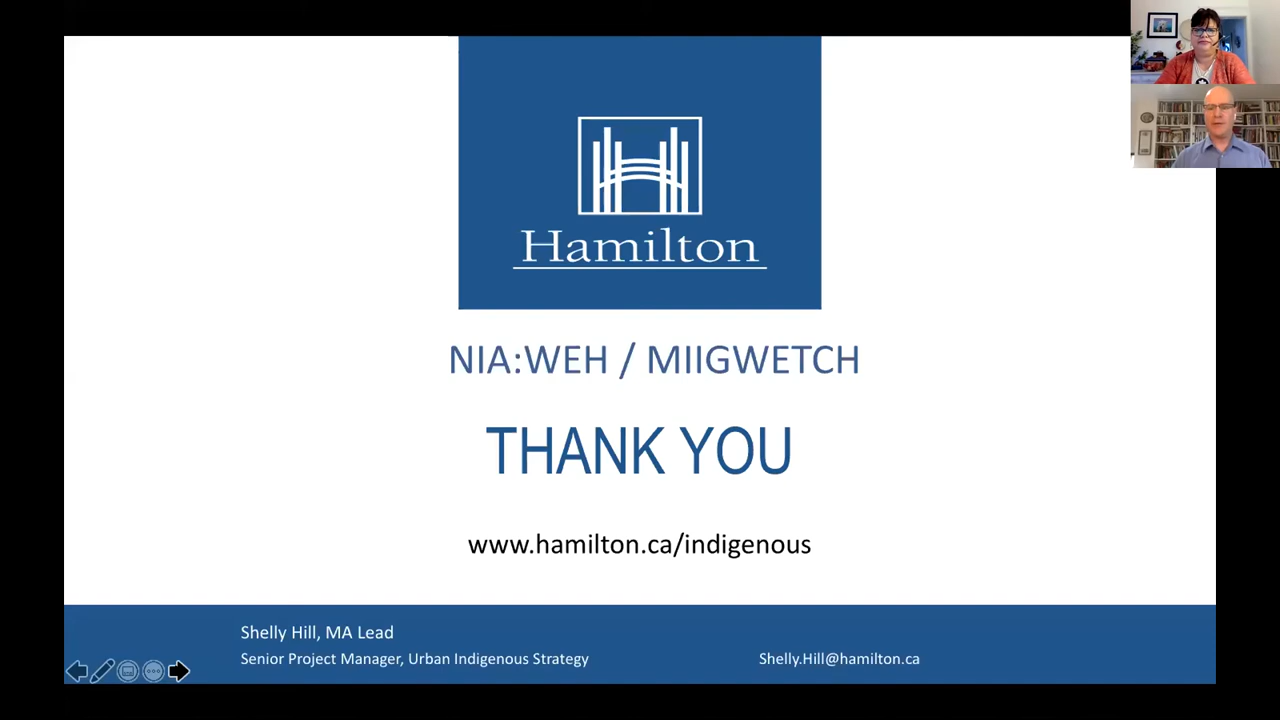 Hamilton
NIA:WEH / MIIGWETCH
THANK YOU
www.hamilton.ca/indigenous
Shelly Hill, MA Lead
Senior Project Manager, Urban Indigenous Strategy
Shelly.Hill@hamilton.ca